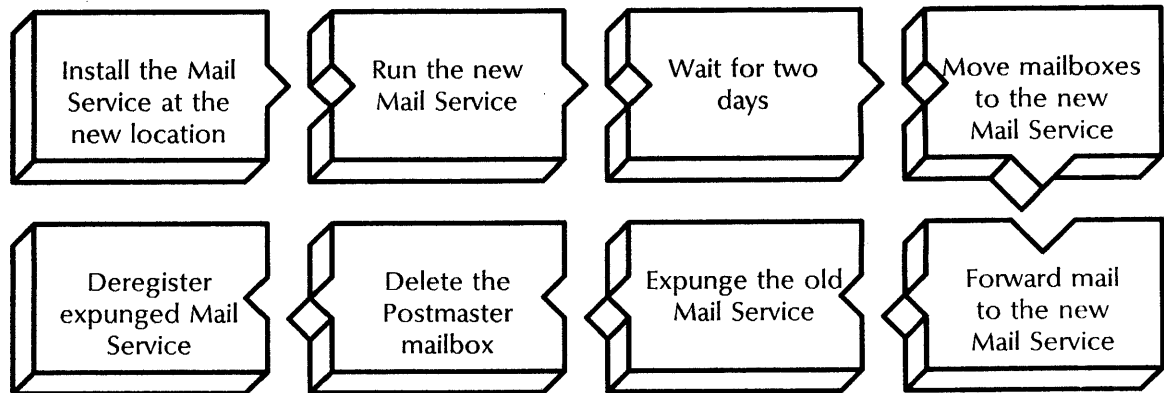 Install the Mail
Service at the
new location
Run the new
Mail Service
Wait for two
days
Move mailboxes
to the new
Mail Service
Deregister
expunged Mail
Service
Delete the
Postmaster
mailbox
Expunge the old
Mail Service
Forward mail
to the new
Mail Service